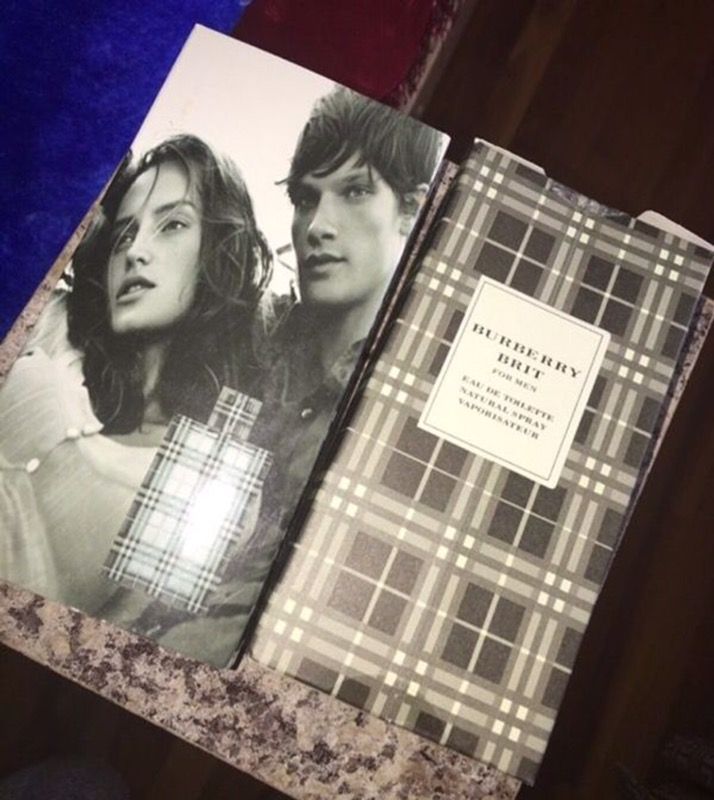 BURBERRY
BRIT
FOR MEN
EAU DE TOILETTE
NATURAL SPRAY
VAPORISATEUR